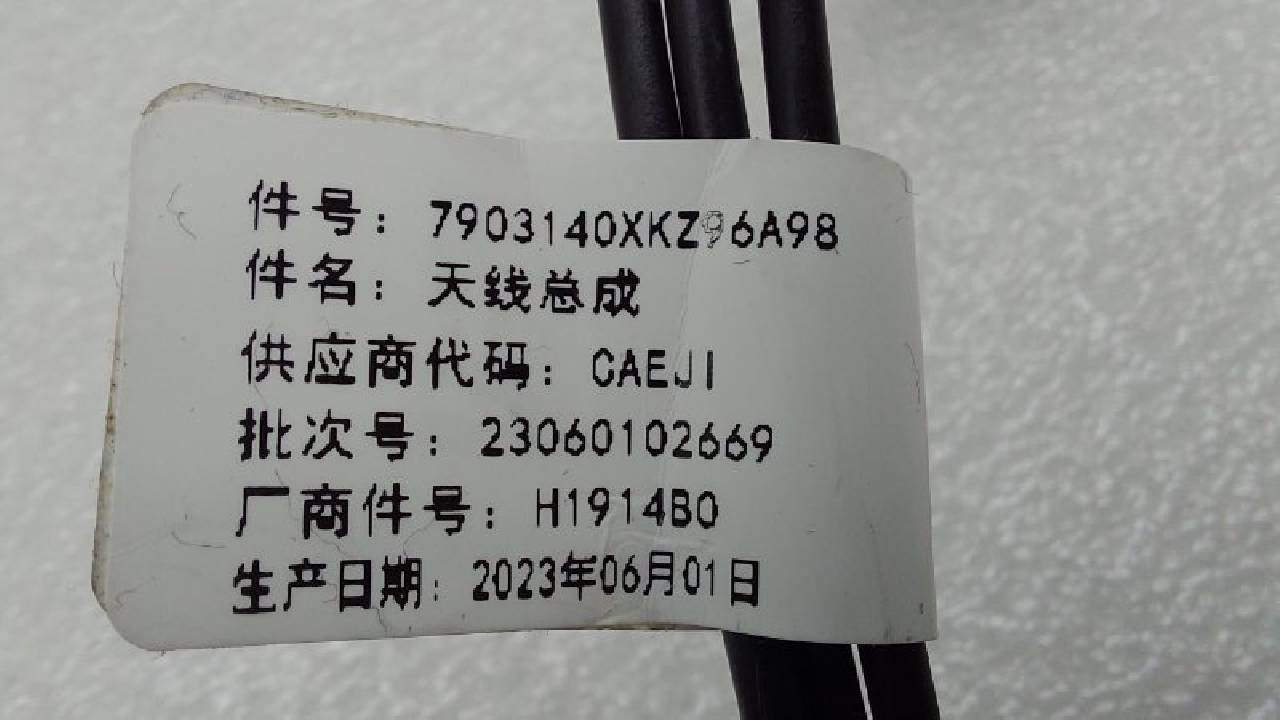 件号：7903140XKZ96A98
件名：天线总成
供应商代码：CAEJI
批次号：23060102669
厂商件号：H1914B0
生产日期：2023年06月01日